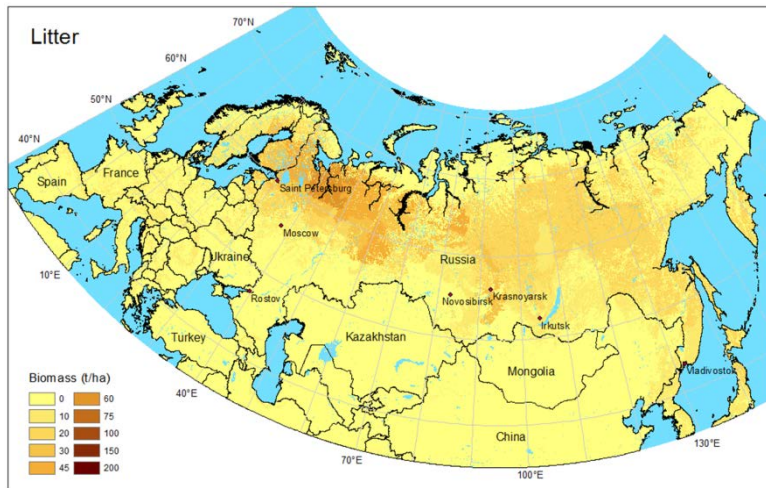 70°N
Litter
60°N
50°N
40°N
Spain
France
Saint Petersburg
Moscow
Ukraine
Russia
10°E
Rostov
Novosibirsk
Krasnoyarsk
Irkutsk
Turkey
Kazakhstan
Mongolia
Vladivostok
Biomass (t/ha)
0 60
10 75
20 100
30 150
45 200
40°E
China
130°E
70°E
100°E